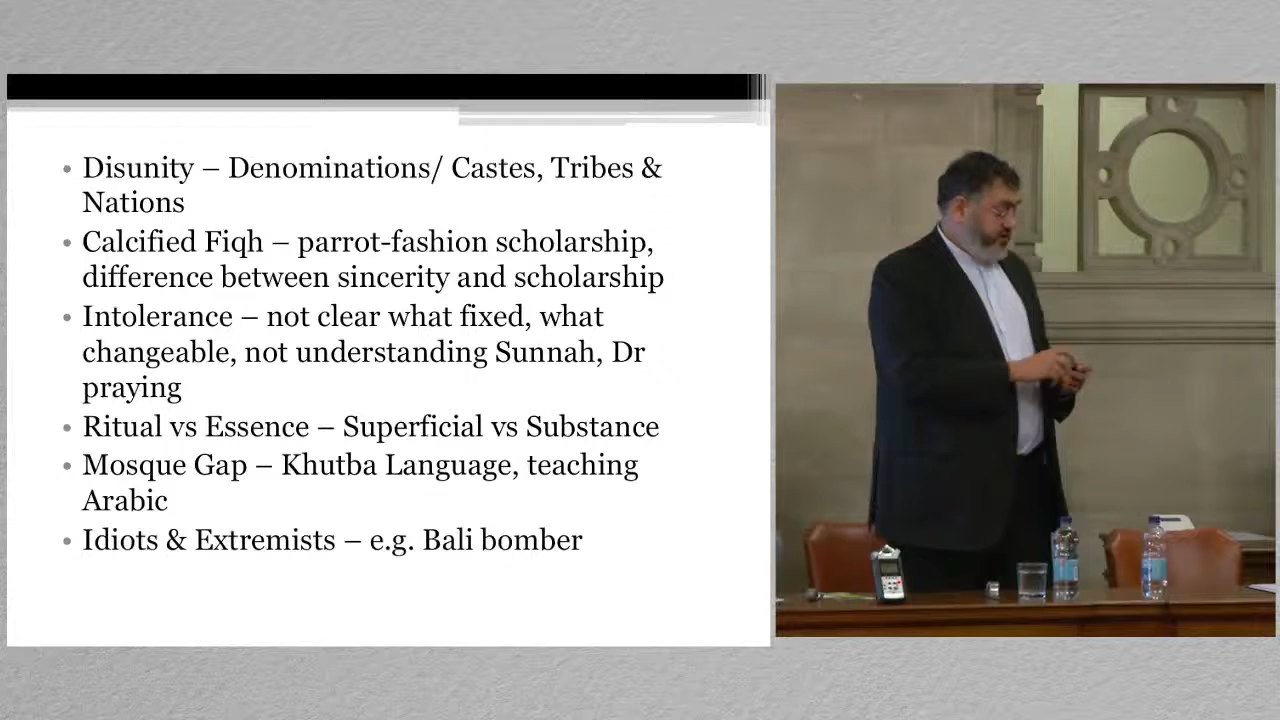 • Disunity – Denominations/ Castes, Tribes &
Nations
• Calcified Fiqh – parrot-fashion scholarship,
difference between sincerity and scholarship
• Intolerance – not clear what fixed, what
changeable, not understanding Sunnah, Dr
praying
• Ritual vs Essence – Superficial vs Substance
• Mosque Gap – Khutba Language, teaching
Arabic
• Idiots & Extremists – e.g. Bali bomber